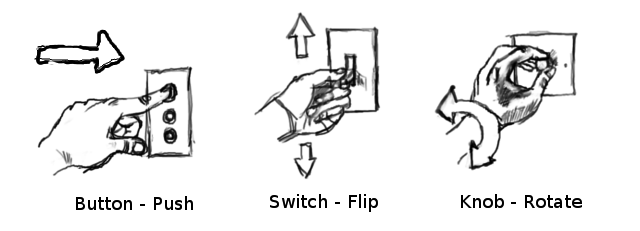 Button - Push
Switch - Flip
Knob - Rotate